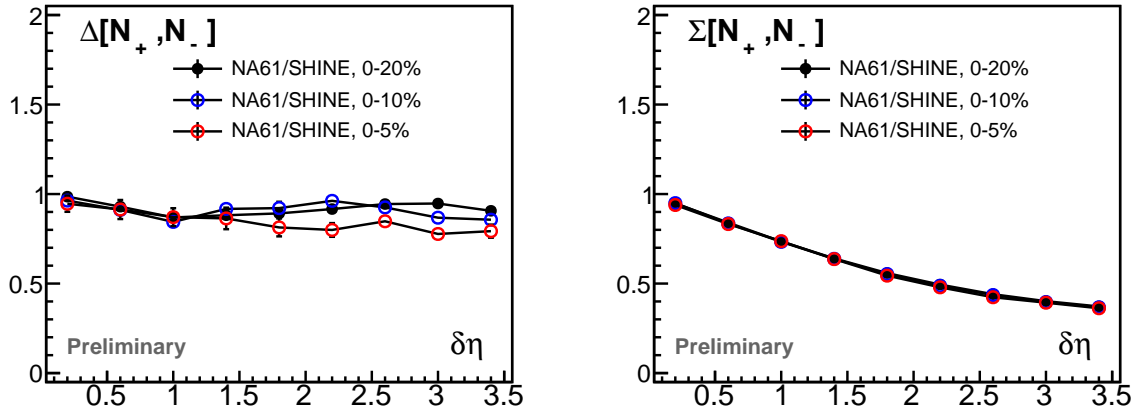 Δ[N+ ,N- ]
NA61/SHINE, 0-20%
NA61/SHINE, 0-10%
NA61/SHINE, 0-5%
2
1.5
1
0.5
0
Preliminary
δη
0.5 1 1.5 2 2.5 3 3.5
Σ[N+ ,N- ]
NA61/SHINE, 0-20%
NA61/SHINE, 0-10%
NA61/SHINE, 0-5%
2
1.5
1
0.5
0
Preliminary
δη
0.5 1 1.5 2 2.5 3 3.5